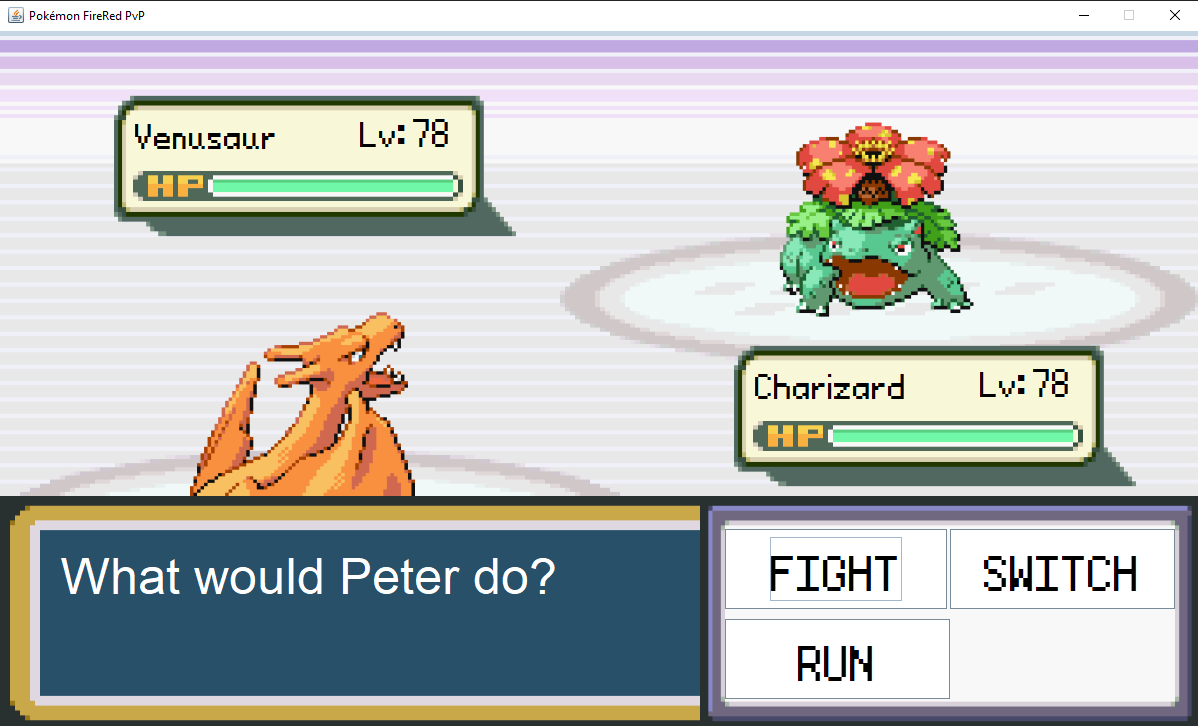 Pokémon FireRed PvP
Venusaur Lv:78
HP
Charizard Lv:78
HP
What would Peter do?
FIGHT SWITCH
RUN